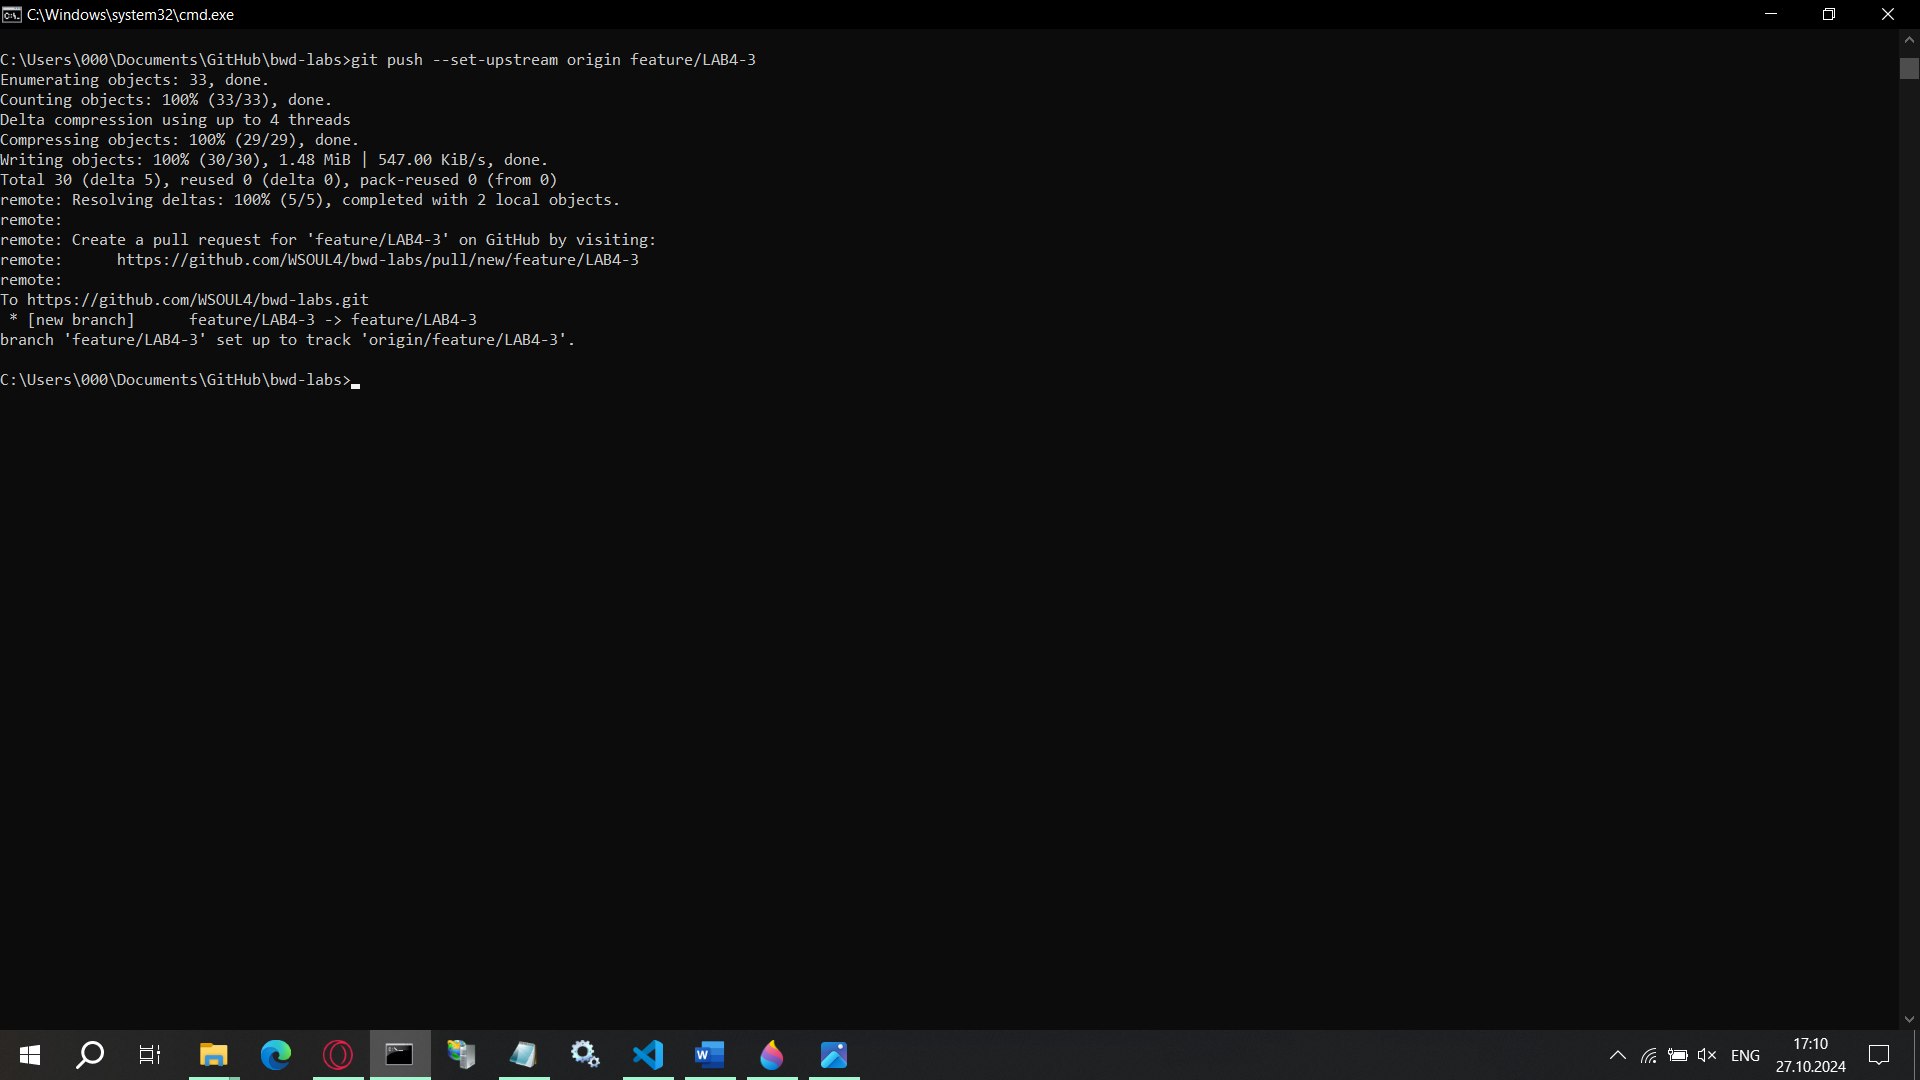 C:\Windows\system32\cmd.exe
C:\Users\000\Documents\GitHub\bwd-labs>git push --set-upstream origin feature/LAB4-3
Enumerating objects: 33, done.
Counting objects: 100% (33/33), done.
Delta compression using up to 4 threads
Compressing objects: 100% (29/29), done.
Writing objects: 100% (30/30), 1.48 MiB | 547.00 KiB/s, done.
Total 30 (delta 5), reused 0 (delta 0), pack-reused 0 (from 0)
remote: Resolving deltas: 100% (5/5), completed with 2 local objects.
remote:
remote: Create a pull request for 'feature/LAB4-3' on GitHub by visiting:
remote:      https://github.com/WSOUL4/bwd-labs/pull/new/feature/LAB4-3
remote:
To https://github.com/WSOUL4/bwd-labs.git
 * [new branch]      feature/LAB4-3 -> feature/LAB4-3
branch 'feature/LAB4-3' set up to track 'origin/feature/LAB4-3'.
C:\Users\000\Documents\GitHub\bwd-labs>
ENG
17:10
27.10.2024